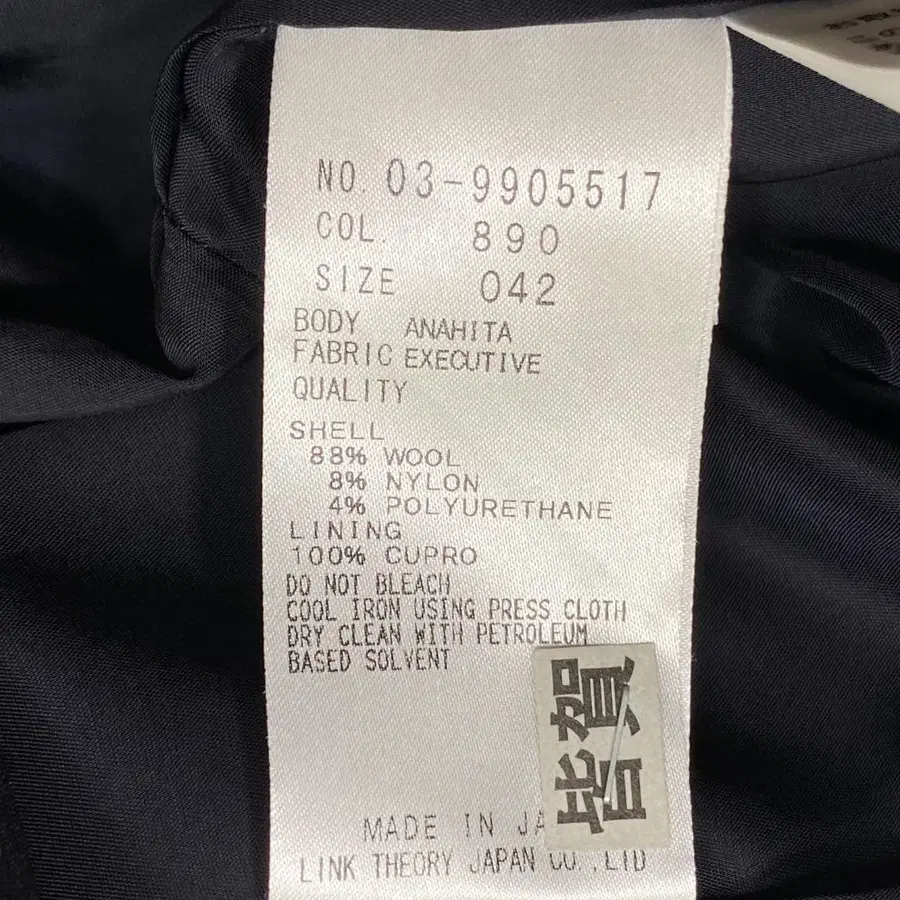 NO. 03-9905517
COL. 890
SIZE 042
BODY ANAHITA
FABRIC EXECUTIVE
QUALITY
SHELL
88% WOOL
8% NYLON
4% POLYURETHANE
LINING
100% CUPRO
DO NOT BLEACH
COOL IRON USING PRESS CLOTH
DRY CLEAN WITH PETROLEUM
BASED SOLVENT
皆賀
MADE IN JA
LINK THEORY JAPAN CO.,LTD